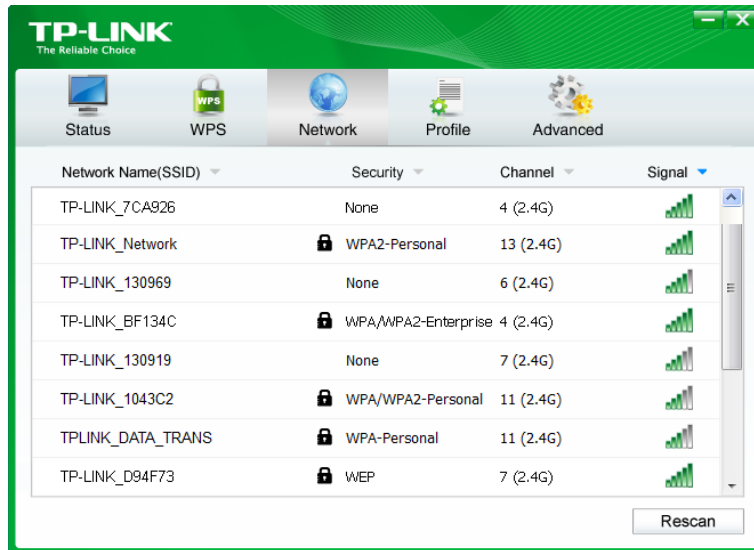 TP-LINK
The Reliable Choice
WPS
Status WPS Network Profile Advanced
Network Name(SSID) Security Channel Signal
TP-LINK_7CA926 None 4 (2.4G)
TP-LINK_Network WPA2-Personal 13 (2.4G)
TP-LINK_130969 None 6 (2.4G)
TP-LINK_BF134C WPA/WPA2-Enterprise 4 (2.4G)
TP-LINK_130919 None 7 (2.4G)
TP-LINK_1043C2 WPA/WPA2-Personal 11 (2.4G)
TPLINK_DATA_TRANS WPA-Personal 11 (2.4G)
TP-LINK_D94F73 WEP 7 (2.4G)
Rescan